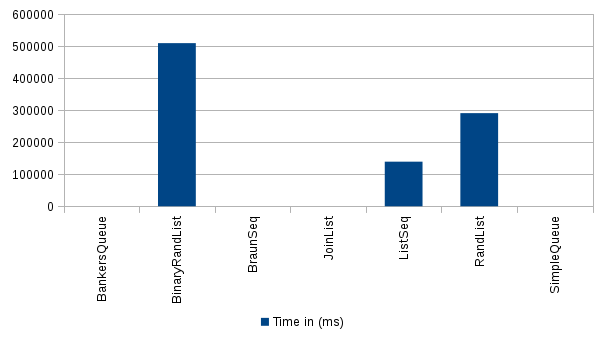 600000
500000
400000
300000
200000
100000
0
BankersQueue
BinaryRandList
BraunSeq
JoinList
ListSeq
RandList
SimpleQueue
Time in (ms)